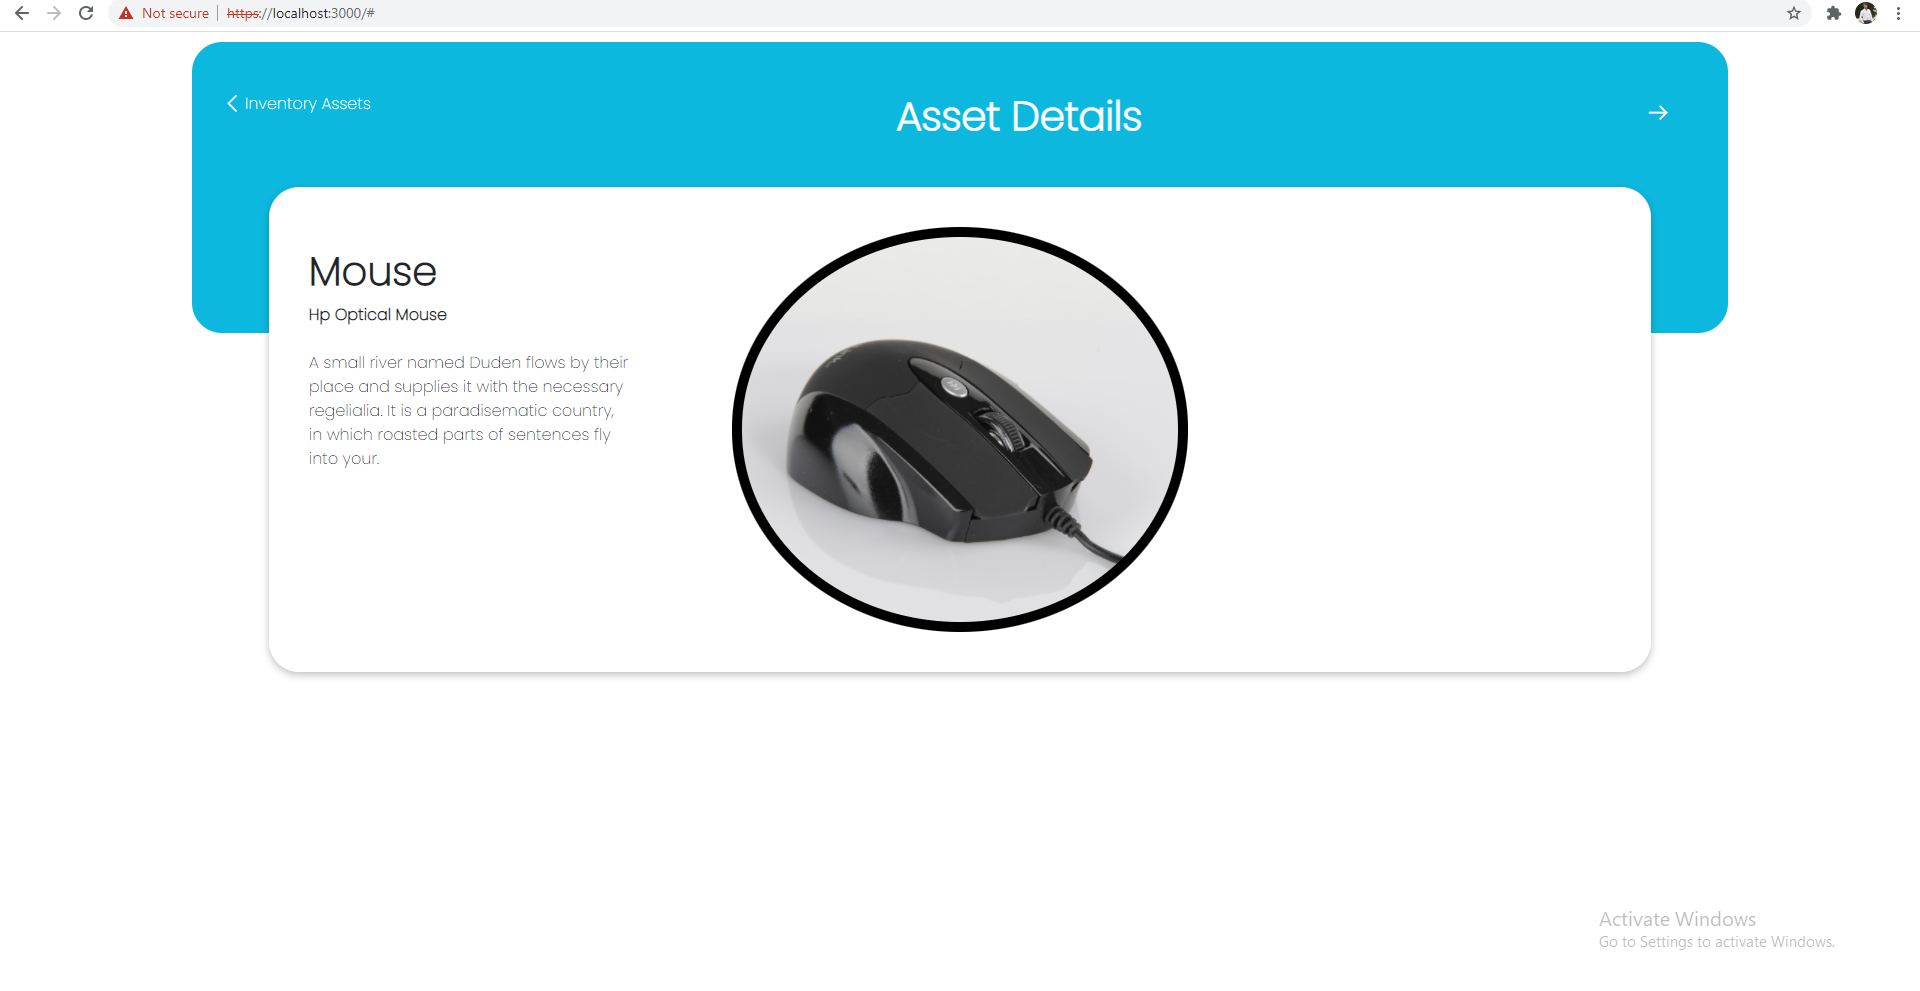 Not secure
https://localhost:3000/#
Inventory Assets
Asset Details
Mouse
Hp Optical Mouse
A small river named Duden flows by their
place and supplies it with the necessary
regelialia. It is a paradisematic country,
in which roasted parts of sentences fly
into your.
Activate Windows
Go to Settings to activate Windows.